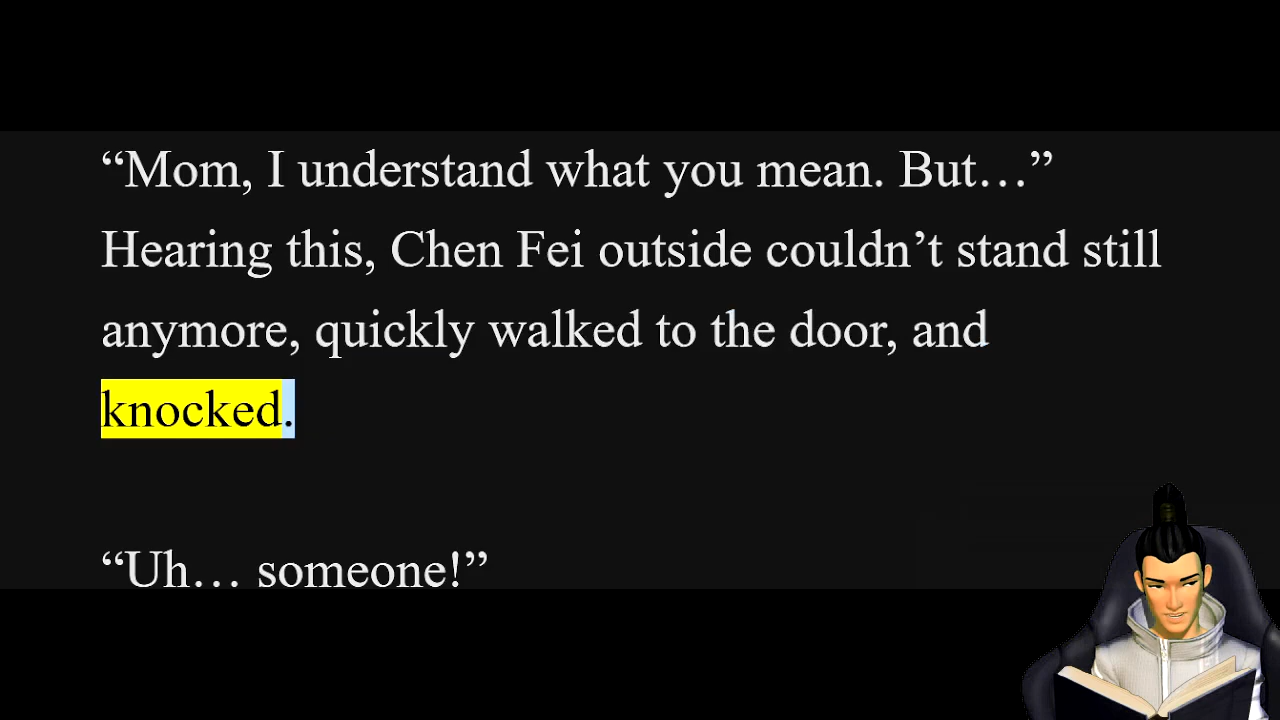 “Mom, I understand what you mean. But…”
Hearing this, Chen Fei outside couldn’t stand still
anymore, quickly walked to the door, and
knocked.
“Uh… someone!”